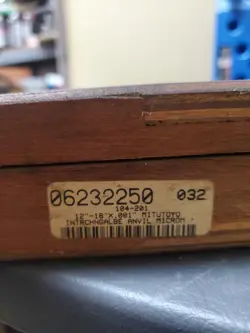 06232250 032
104-201
12"-18"X.001" MITUTOYO
INTRCHNGALBE ANVIL MICROM